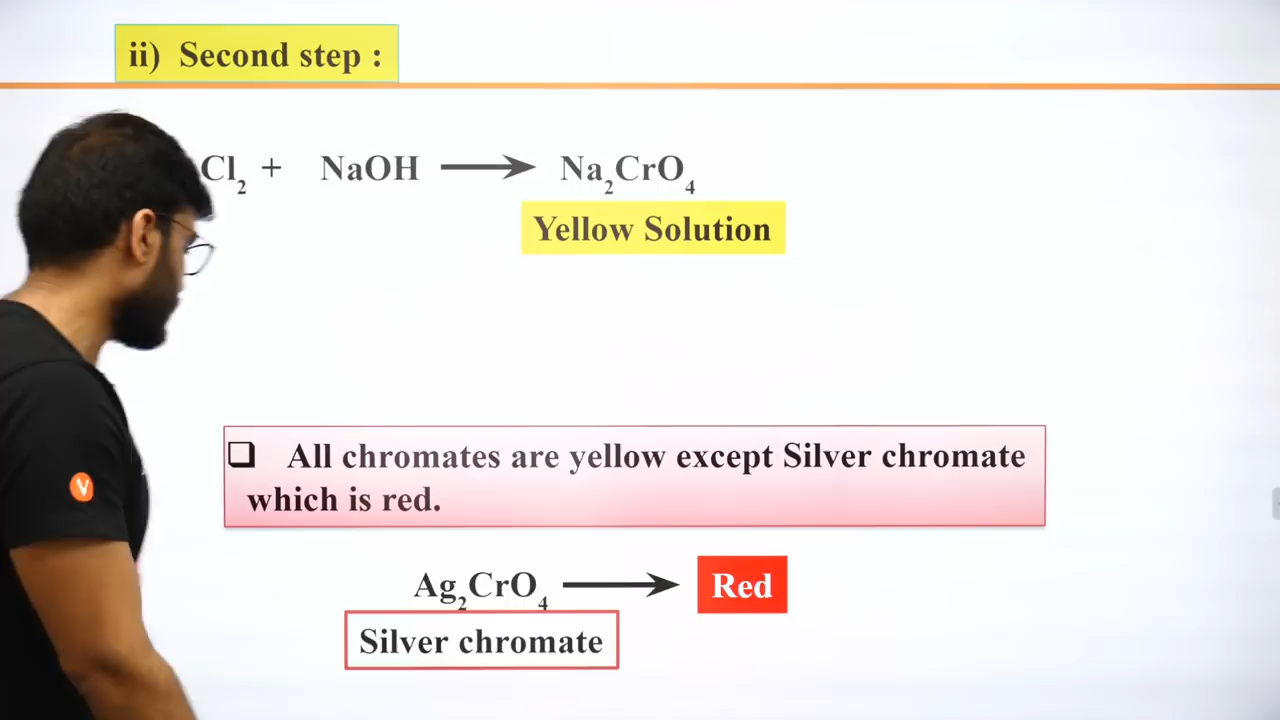 ii) Second step :
Cl₂ + NaOH ⟶ Na₂CrO₄
Yellow Solution
❑ All chromates are yellow except Silver chromate
which is red.
Ag₂CrO₄ ⟶ Red
Silver chromate
V